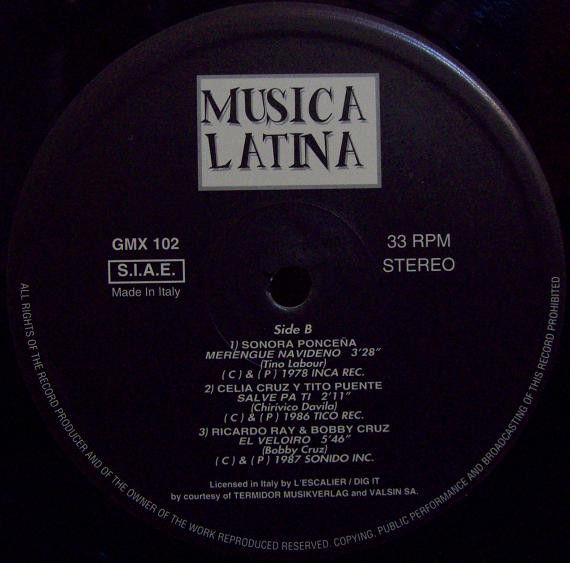 MUSICA
LATINA
GMX 102
S.I.A.E.
Made In Italy
33 RPM
STEREO
Side B
1) SONORA PONCEÑA
MERENGUE NAVIDENO 3'28"
(Tino Labour)
( C ) & ( P ) 1978 INCA REC.
2) CELIA CRUZ Y TITO PUENTE
SALVE PA TI 2'11"
(Chirivico Davila)
( C ) & ( P ) 1986 TICO REC.
3) RICARDO RAY & BOBBY CRUZ
EL VELOIRO 5'46"
(Bobby Cruz)
( C ) & ( P ) 1987 SONIDO INC.
Licensed in Italy by L'ESCALIER / DIG IT
by courtesy of TERMIDOR MUSIKVERLAG and VALSIN SA.
ALL RIGHTS OF THE RECORD PRODUCER AND OF THE OWNER OF THE WORK REPRODUCED RESERVED. COPYING, PUBLIC PERFORMANCE AND BROADCASTING OF THIS RECORD PROHIBITED